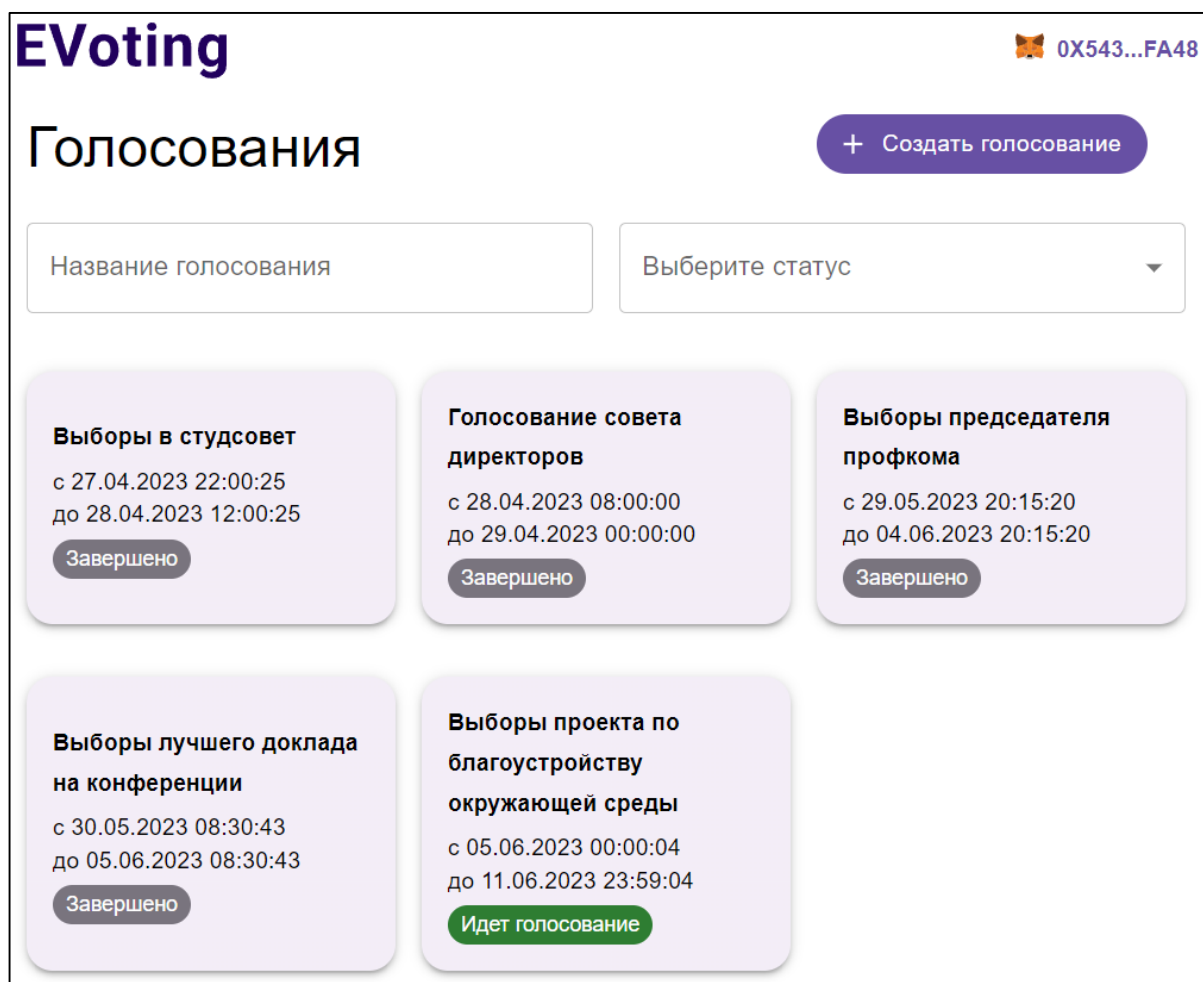 EVoting
0X543...FA48
Голосования
+ Создать голосование
Название голосования
Выберите статус
Выборы в студсовет
с 27.04.2023 22:00:25
до 28.04.2023 12:00:25
Завершено
Голосование совета
директоров
с 28.04.2023 08:00:00
до 29.04.2023 00:00:00
Завершено
Выборы председателя
профкома
с 29.05.2023 20:15:20
до 04.06.2023 20:15:20
Завершено
Выборы лучшего доклада
на конференции
с 30.05.2023 08:30:43
до 05.06.2023 08:30:43
Завершено
Выборы проекта по
благоустройству
окружающей среды
с 05.06.2023 00:00:04
до 11.06.2023 23:59:04
Идет голосование